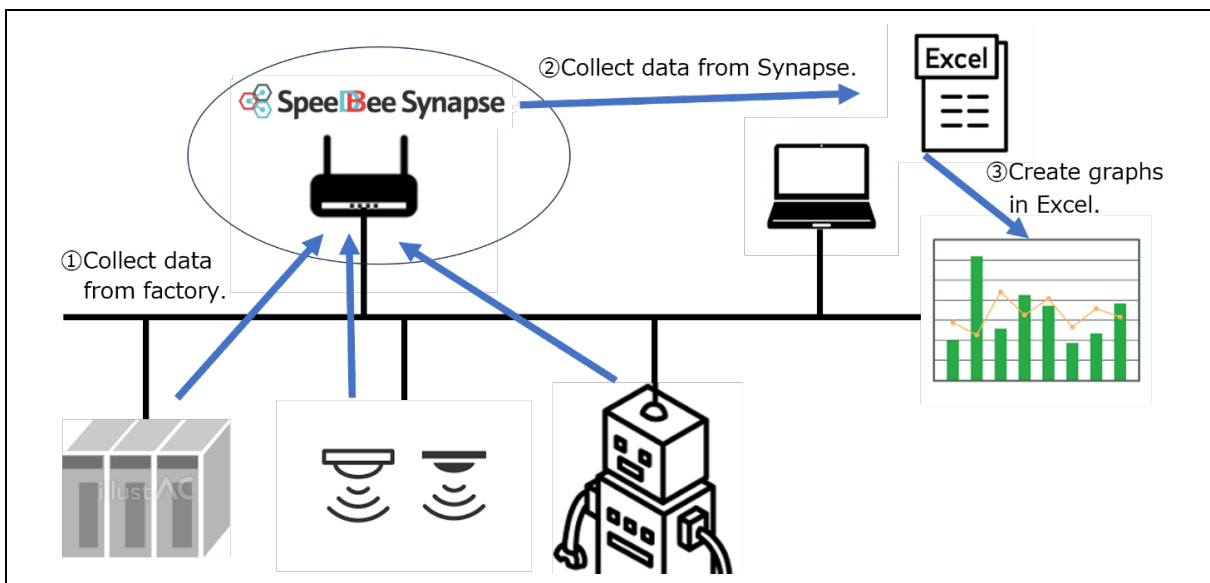 ②Collect data from Synapse.
Excel
SpeeDBee Synapse
③Create graphs
in Excel.
①Collect data
from factory.
illustAC